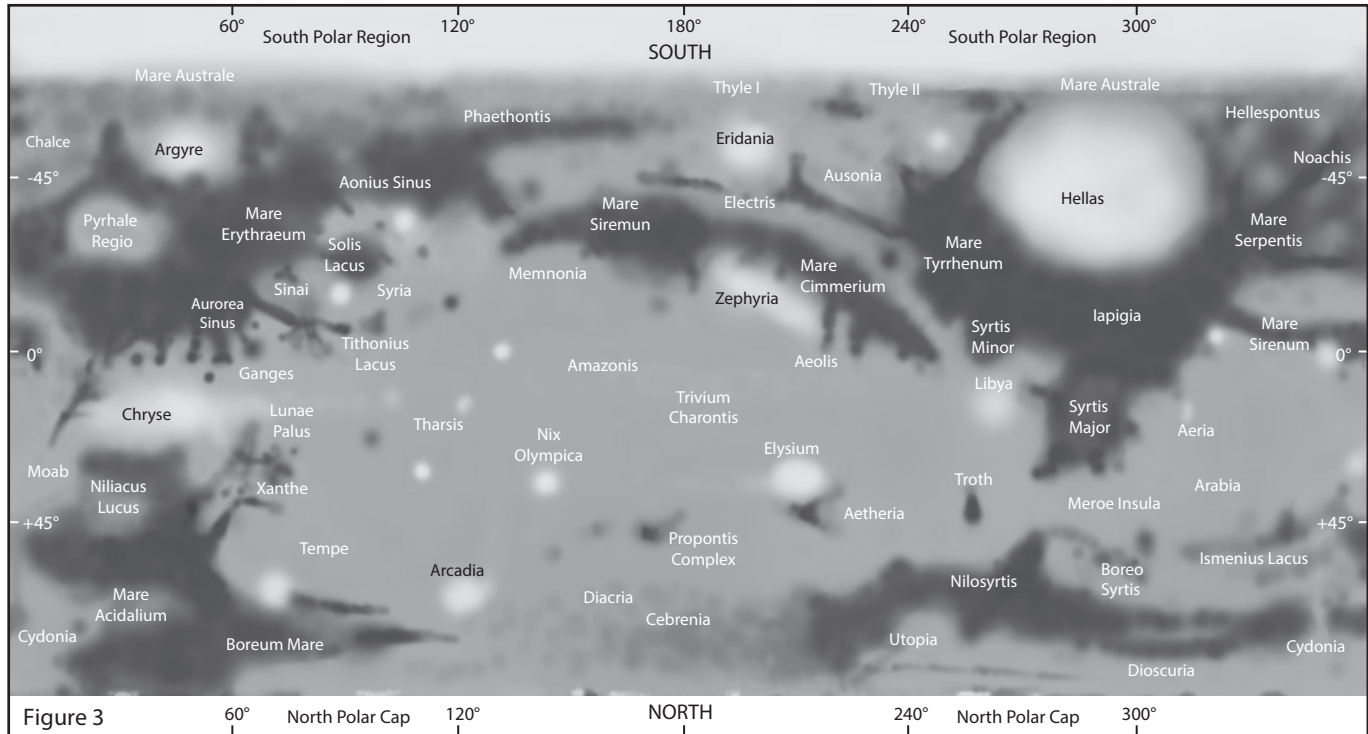 60° 120° 180° 240° 300°
South Polar Region South Polar Region
SOUTH
Mare Australe Mare Australe
Thyle I Thyle II
Phaethontis Hellespontus
Chalce Argyre Eridania
Noachis
-45° -45°
Aonius Sinus Ausonia
Hellas
Electris
Pyrhale
Regio
Mare
Erythraeum
Mare
Siremun
Mare
Serpentis
Solis
Lacus
Mare
Tyrrhenum
Memnonia
Mare
Cimmerium
Sinai Syria
Zephyria
Aurorea
Sinus
Iapigia
Syrtis
Minor
Mare
Sirenum
Tithonius
Lacus
0° 0°
Ganges Amazonis Aeolis
Libya
Chryse
Lunae
Palus
Trivium
Charontis
Syrtis
Major
Tharsis Aeria
Nix
Olympica
Elysium
Moab
Niliacus
Lucus
Xanthe
Troth
Arabia
Meroe Insula
+45° +45°
Aetheria
Tempe
Propontis
Complex
Ismenius Lacus
Arcadia
Nilosyrtis
Boreo
Syrtis
Mare
Acidalium
Diacria
Cebrenia
Cydonia Boreum Mare Utopia Cydonia
Dioscuria
Figure 3
60° North Polar Cap 120° NORTH 240° North Polar Cap 300°